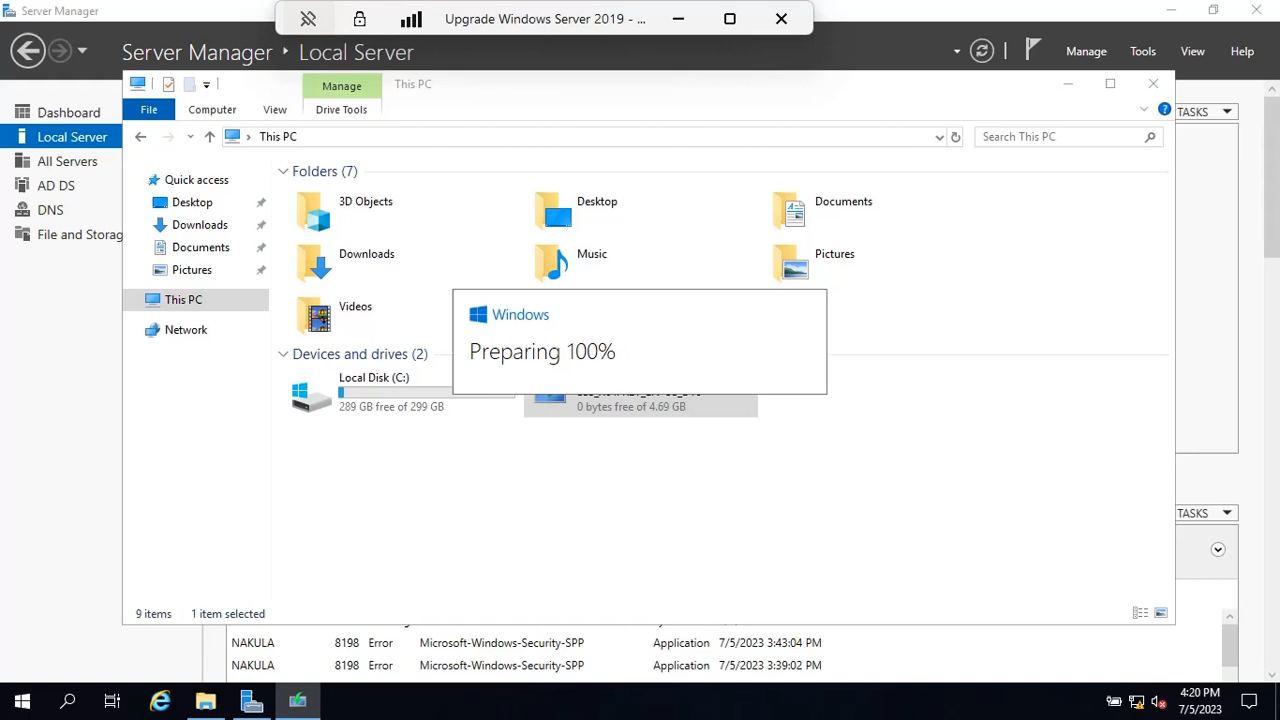 Server Manager
Upgrade Windows Server 2019 - ...
Server Manager
Local Server
Manage
Tools
View
Help
Manage
This PC
File
Computer
View
Drive Tools
This PC
Search This PC
Dashboard
Local Server
All Servers
AD DS
DNS
File and Storag
TASKS
Quick access
Desktop
Downloads
Documents
Pictures
This PC
Network
Folders (7)
3D Objects
Desktop
Documents
Downloads
Music
Pictures
Videos
Windows
Preparing 100%
Devices and drives (2)
Local Disk (C:)
289 GB free of 299 GB
0 bytes free of 4.69 GB
TASKS
9 items
1 item selected
NAKULA 8198 Error Microsoft-Windows-Security-SPP Application 7/5/2023 3:43:04 PM
NAKULA 8198 Error Microsoft-Windows-Security-SPP Application 7/5/2023 3:39:02 PM
4:20 PM
7/5/2023